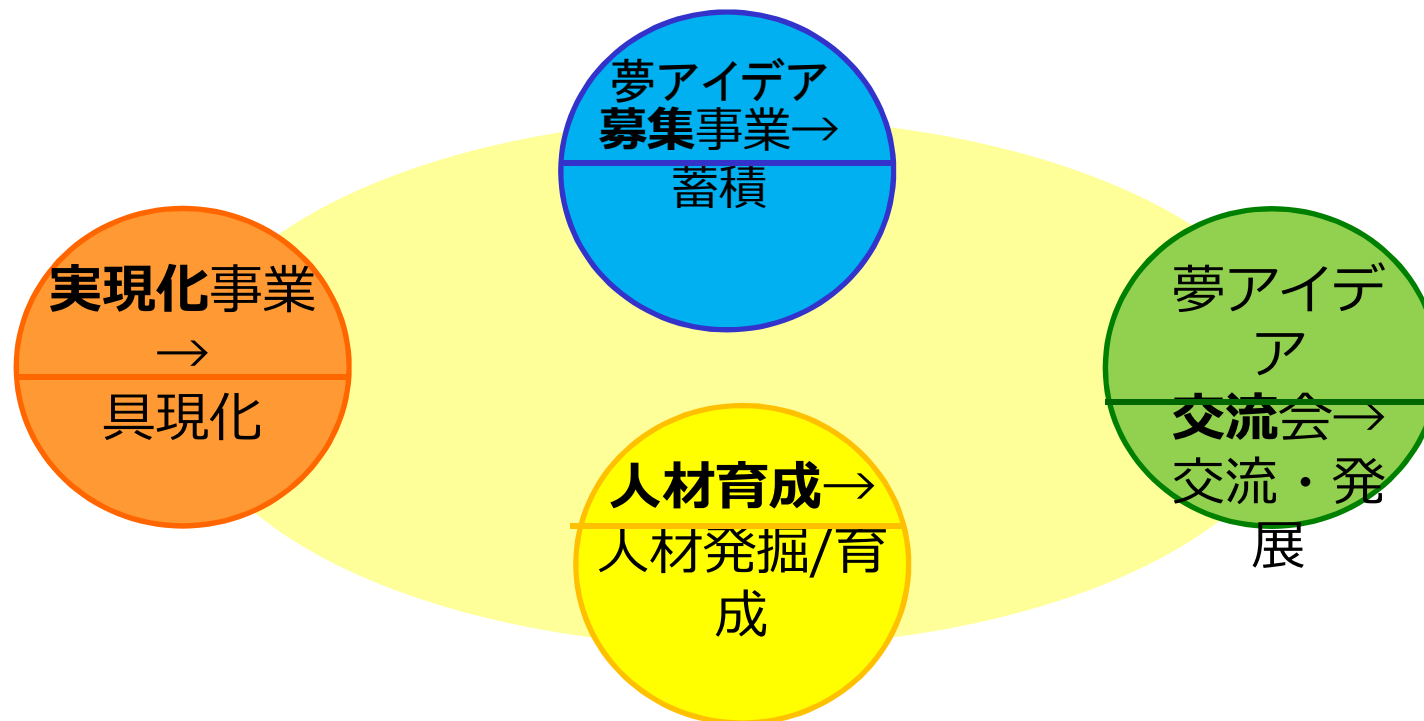 夢アイデア
募集事業→
蓄積
実現化事業
→
具現化
夢アイデ
ア
交流会→
交流・発
展
人材育成→
人材発掘/育
成